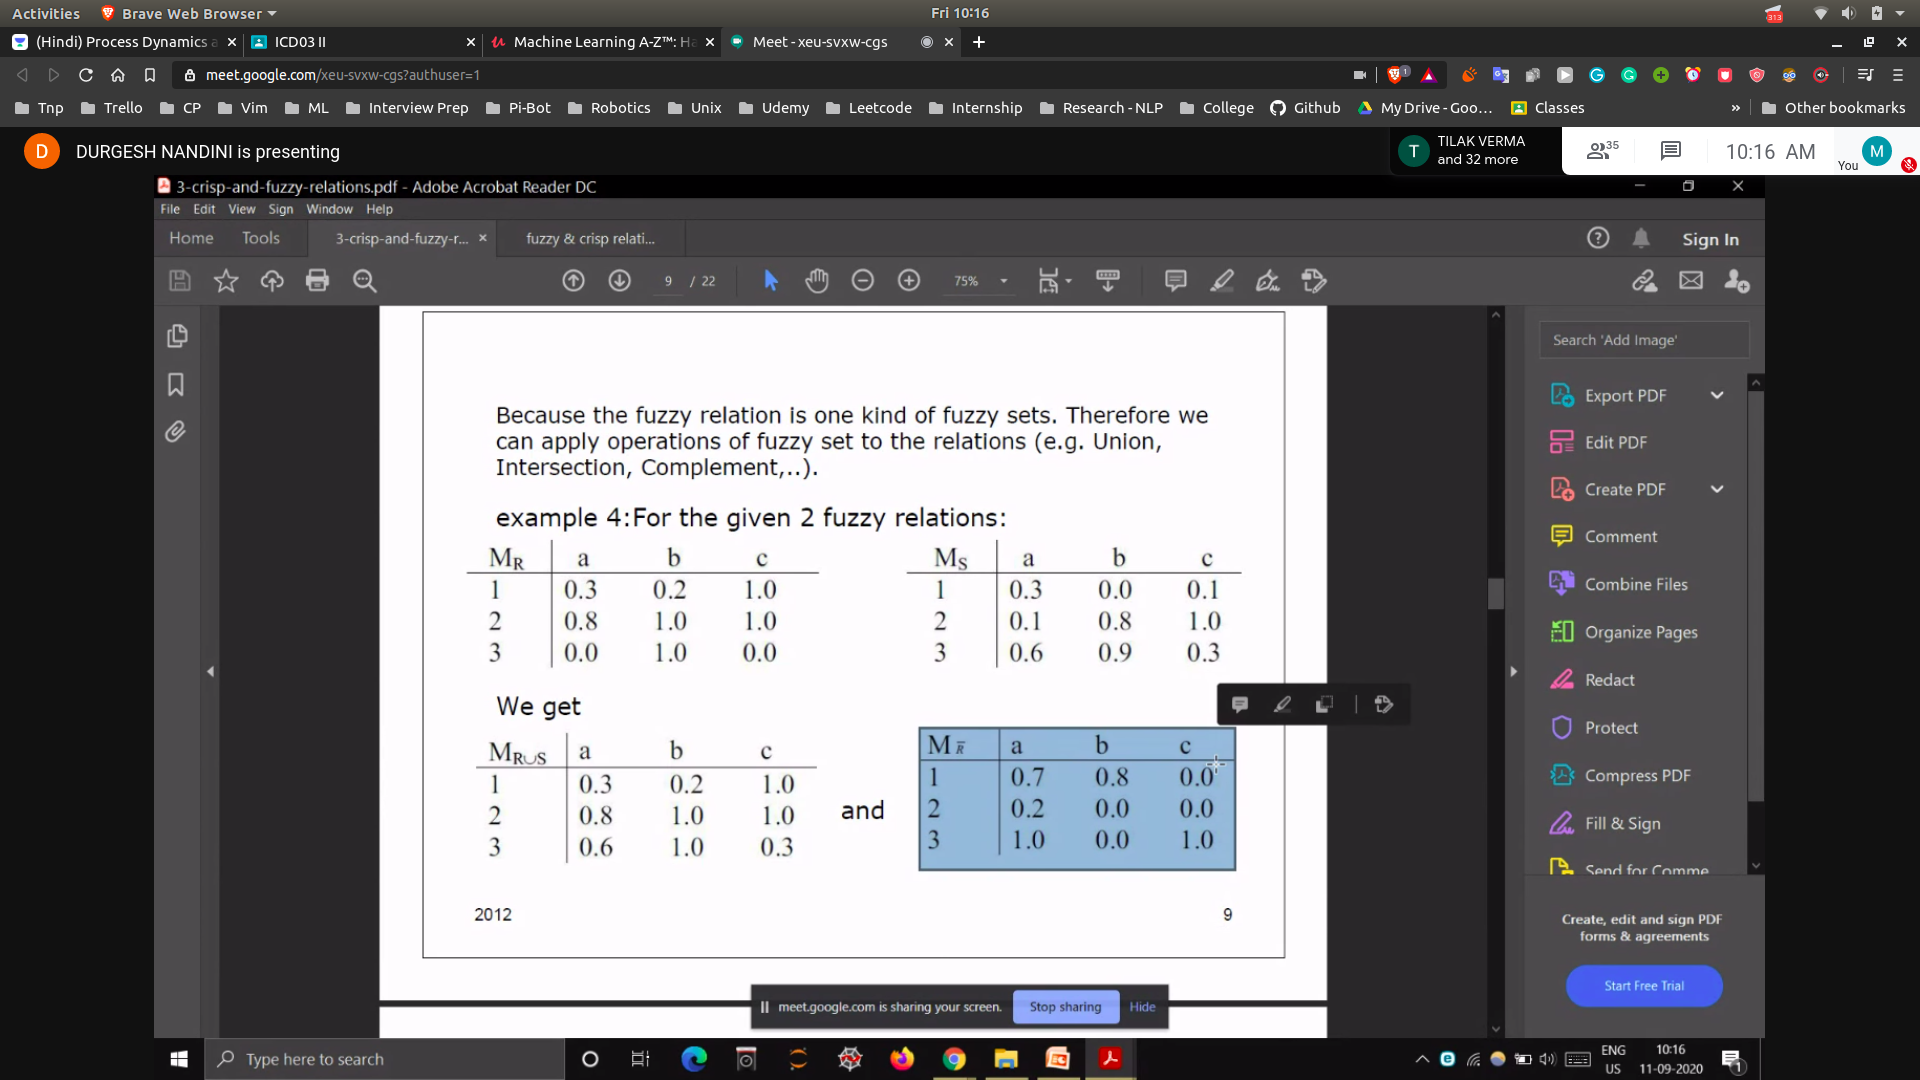 Activities Brave Web Browser Fri 10:16 313
(Hindi) Process Dynamics a ICD03 II Machine Learning A-Z™: Ha Meet - xeu-svxw-cgs
meet.google.com/xeu-svxw-cgs?authuser=1 1
Tnp Trello CP Vim ML Interview Prep Pi-Bot Robotics Unix Udemy Leetcode Internship Research - NLP College Github My Drive - Goo... Classes » Other bookmarks
D DURGESH NANDINI is presenting
T TILAK VERMA
and 32 more
35 10:16 AM You M
3-crisp-and-fuzzy-relations.pdf - Adobe Acrobat Reader DC
File Edit View Sign Window Help
Home Tools 3-crisp-and-fuzzy-r... fuzzy & crisp relati... Sign In
9 / 22 75%
Search 'Add Image'
Export PDF
Edit PDF
Create PDF
Comment
Combine Files
Organize Pages
Redact
Protect
Compress PDF
Fill & Sign
Send for Comme
Create, edit and sign PDF
forms & agreements
Start Free Trial
Because the fuzzy relation is one kind of fuzzy sets. Therefore we
can apply operations of fuzzy set to the relations (e.g. Union,
Intersection, Complement,..).
example 4:For the given 2 fuzzy relations:
M_R a b c
1 0.3 0.2 1.0
2 0.8 1.0 1.0
3 0.0 1.0 0.0
M_S a b c
1 0.3 0.0 0.1
2 0.1 0.8 1.0
3 0.6 0.9 0.3
We get
M_R∪S a b c
1 0.3 0.2 1.0
2 0.8 1.0 1.0
3 0.6 1.0 0.3
and
M_R̅ a b c
1 0.7 0.8 0.0
2 0.2 0.0 0.0
3 1.0 0.0 1.0
2012 9
meet.google.com is sharing your screen. Stop sharing Hide
Type here to search
ENG
US
10:16
11-09-2020
1